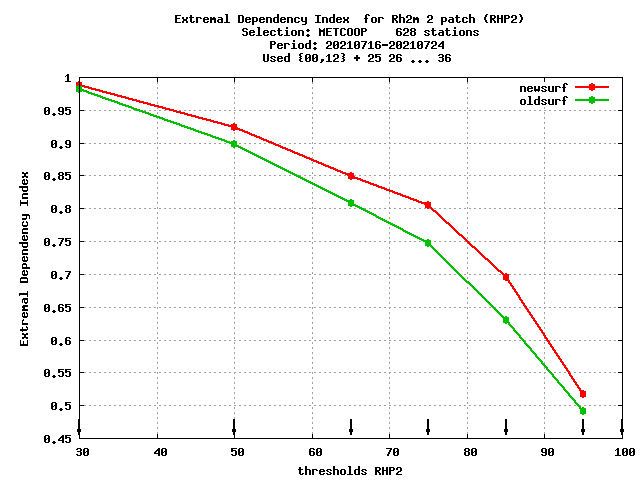 Extremal Dependency Index  for Rh2m 2 patch (RHP2)
Selection: METCOOP    628 stations
Period: 20210716-20210724
Used {00,12} + 25 26 ... 36
newsurf
oldsurf
Extremal Dependency Index
1
0.95
0.9
0.85
0.8
0.75
0.7
0.65
0.6
0.55
0.5
0.45
30 40 50 60 70 80 90 100
thresholds RHP2